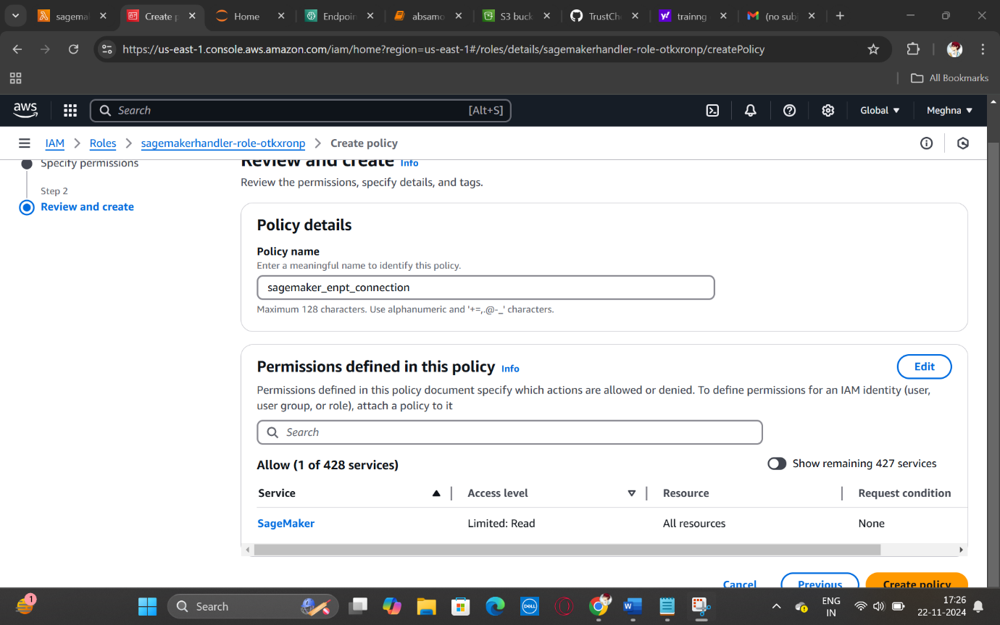 sagemal
Create p
Home
Endpoin
absamo
S3 buck
TrustCh
trainng
(no sub
https://us-east-1.console.aws.amazon.com/iam/home?region=us-east-1#/roles/details/sagemakerhandler-role-otkxronp/createPolicy
All Bookmarks
aws
Search
[Alt+S]
Global
Meghna
IAM > Roles > sagemakerhandler-role-otkxronp > Create policy
Specify permissions
Step 2
Review and create
Review and create Info
Review the permissions, specify details, and tags.
Policy details
Policy name
Enter a meaningful name to identify this policy.
sagemaker_enpt_connection
Maximum 128 characters. Use alphanumeric and '+=,.@-_' characters.
Permissions defined in this policy Info
Edit
Permissions defined in this policy document specify which actions are allowed or denied. To define permissions for an IAM identity (user,
user group, or role), attach a policy to it
Search
Allow (1 of 428 services)
Show remaining 427 services
Service
Access level
Resource
Request condition
SageMaker
Limited: Read
All resources
None
Cancel
Previous
Create policy
1
Search
DELL
W
ENG
IN
17:26
22-11-2024